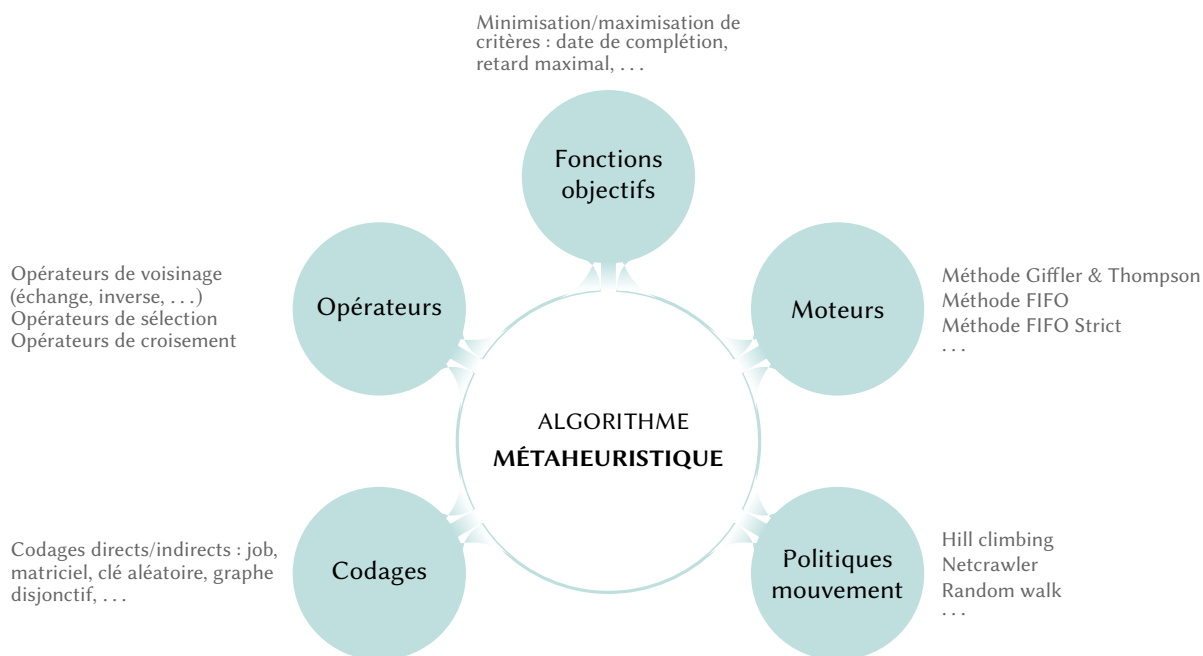 Minimisation/maximisation de
critères : date de complétion,
retard maximal, . . .
Fonctions
objectifs
Opérateurs de voisinage
(échange, inverse, . . .)
Opérateurs de sélection
Opérateurs de croisement
Opérateurs
Moteurs
Méthode Giffler & Thompson
Méthode FIFO
Méthode FIFO Strict
. . .
ALGORITHME
MÉTAHEURISTIQUE
Codages directs/indirects : job,
matriciel, clé aléatoire, graphe
disjonctif, . . .
Codages
Politiques
mouvement
Hill climbing
Netcrawler
Random walk
. . .